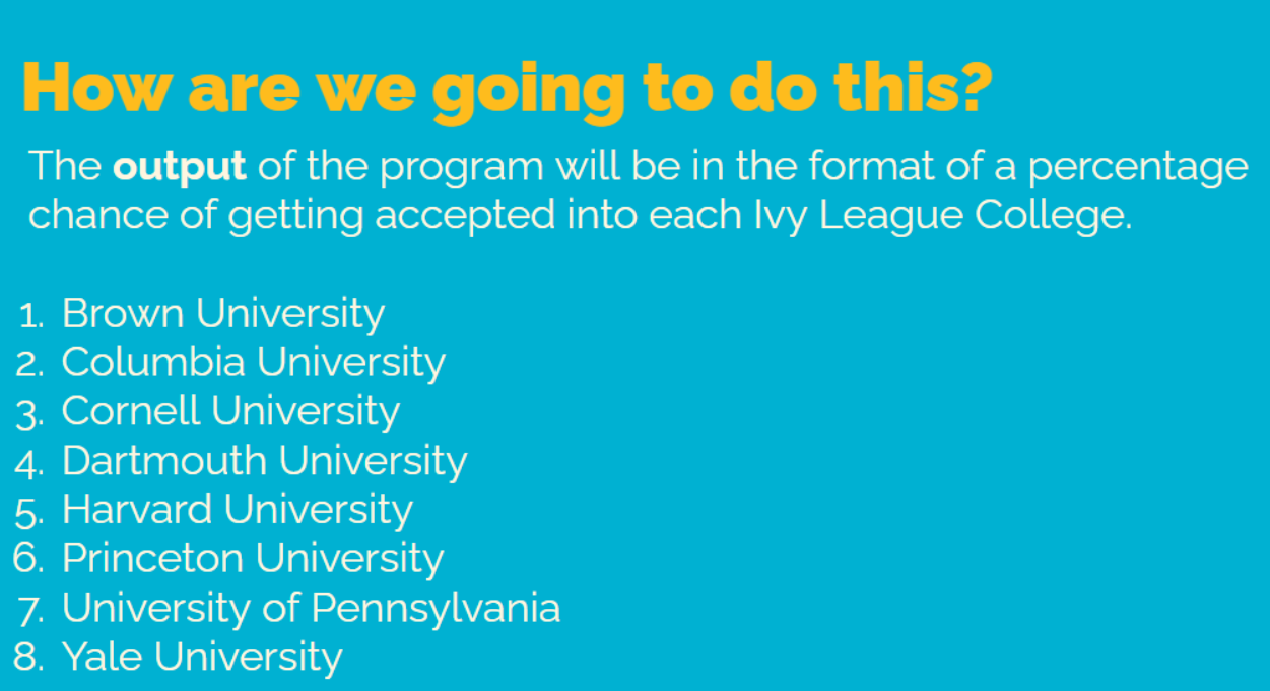 How are we going to do this?
The output of the program will be in the format of a percentage
chance of getting accepted into each Ivy League College.
1. Brown University
2. Columbia University
3. Cornell University
4. Dartmouth University
5. Harvard University
6. Princeton University
7. University of Pennsylvania
8. Yale University